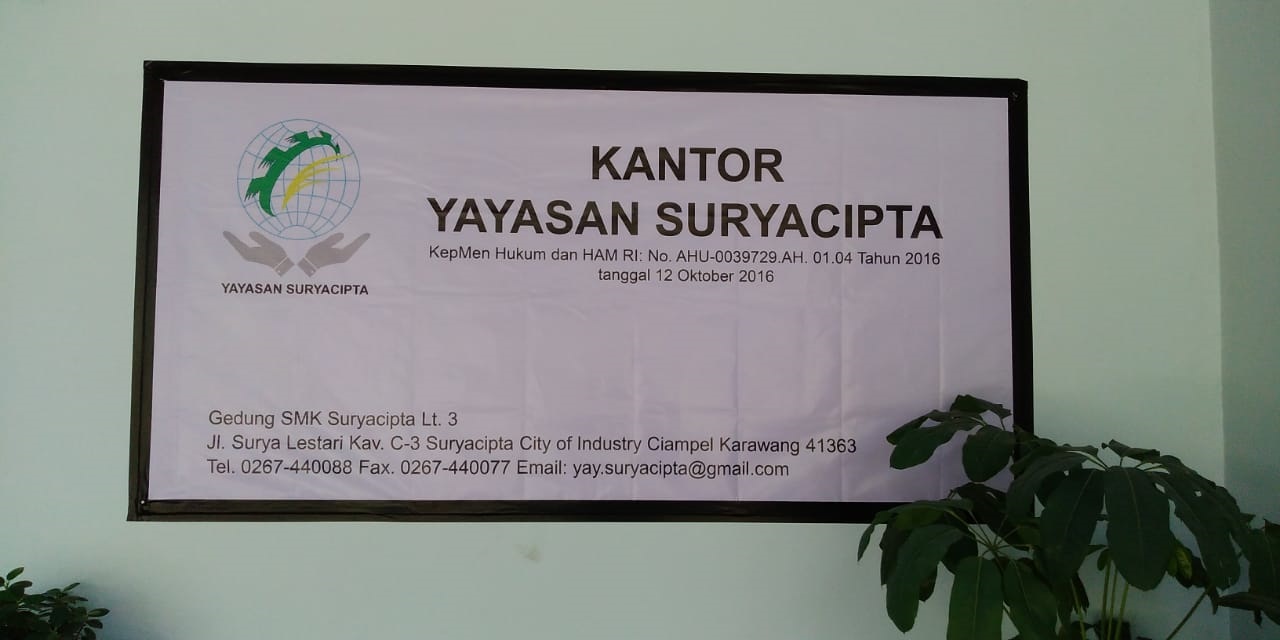 KANTOR
YAYASAN SURYACIPTA
KepMen Hukum dan HAM RI: No. AHU-0039729.AH. 01.04 Tahun 2016
tanggal 12 Oktober 2016
YAYASAN SURYACIPTA
Gedung SMK Suryacipta Lt. 3
Jl. Surya Lestari Kav. C-3 Suryacipta City of Industry Ciampel Karawang 41363
Tel. 0267-440088 Fax. 0267-440077 Email: yay.suryacipta@gmail.com